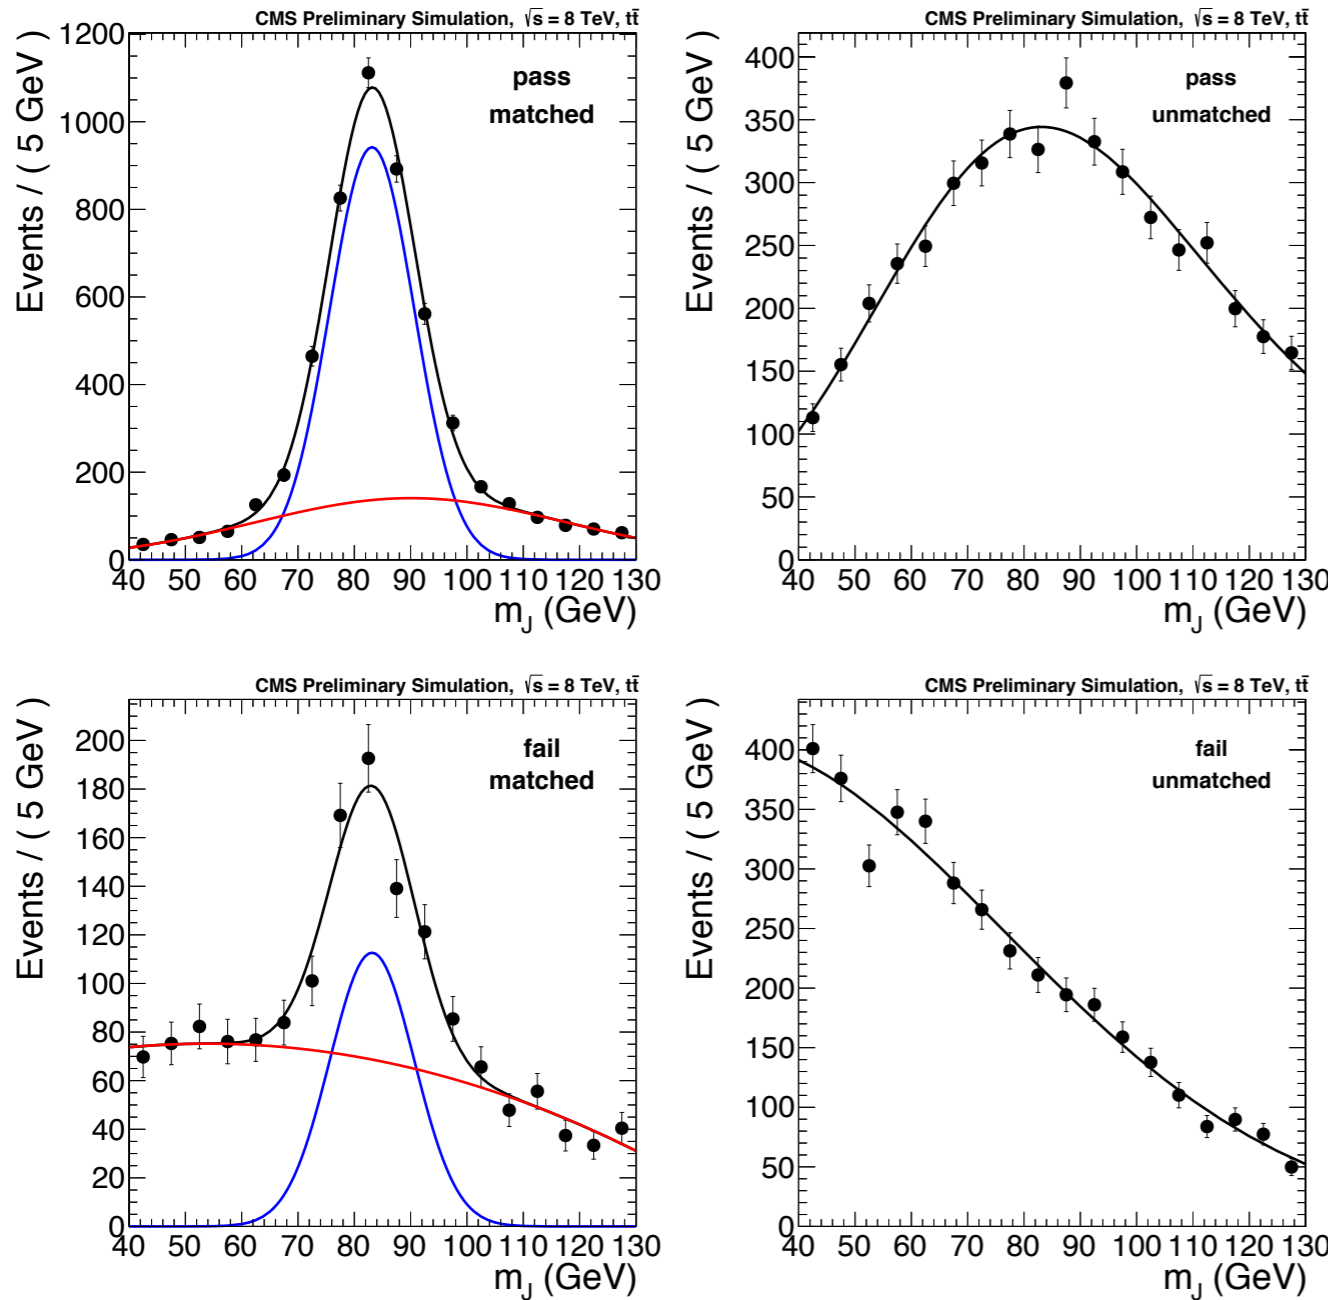 CMS Preliminary Simulation, √s = 8 TeV, tt̄
Events / ( 5 GeV )
1200
1000
800
600
400
200
0
pass
matched
40 50 60 70 80 90 100 110 120 130
m_J (GeV)
CMS Preliminary Simulation, √s = 8 TeV, tt̄
Events / ( 5 GeV )
400
350
300
250
200
150
100
50
0
pass
unmatched
40 50 60 70 80 90 100 110 120 130
m_J (GeV)
CMS Preliminary Simulation, √s = 8 TeV, tt̄
Events / ( 5 GeV )
200
180
160
140
120
100
80
60
40
20
0
fail
matched
40 50 60 70 80 90 100 110 120 130
m_J (GeV)
CMS Preliminary Simulation, √s = 8 TeV, tt̄
Events / ( 5 GeV )
400
350
300
250
200
150
100
50
0
fail
unmatched
40 50 60 70 80 90 100 110 120 130
m_J (GeV)